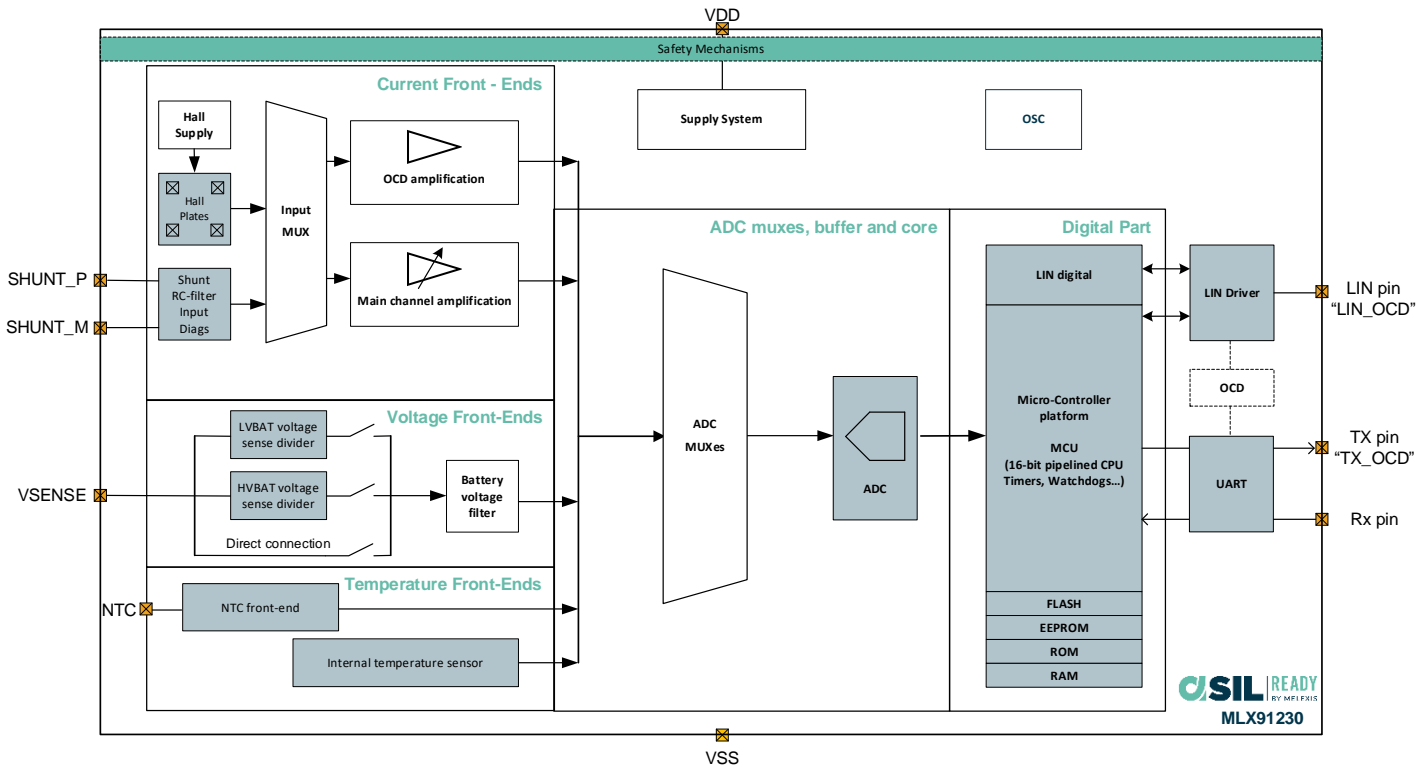 VDD
Safety Mechanisms
Current Front - Ends
Hall
Supply
Hall
Plates
Input
MUX
OCD amplification
Main channel amplification
Shunt
RC-filter
Input
Diags
SHUNT_P
SHUNT_M
Supply System
OSC
Voltage Front-Ends
LVBAT voltage
sense divider
HVBAT voltage
sense divider
Direct connection
Battery
voltage
filter
VSENSE
Temperature Front-Ends
NTC
NTC front-end
Internal temperature sensor
ADC muxes, buffer and core
ADC
MUXes
ADC
Digital Part
LIN digital
Micro-Controller
platform
MCU
(16-bit pipelined CPU
Timers, Watchdogs...)
FLASH
EEPROM
ROM
RAM
LIN Driver
OCD
UART
LIN pin
“LIN_OCD”
TX pin
“TX_OCD”
Rx pin
aSIL READY
BY MELEXIS
MLX91230
VSS